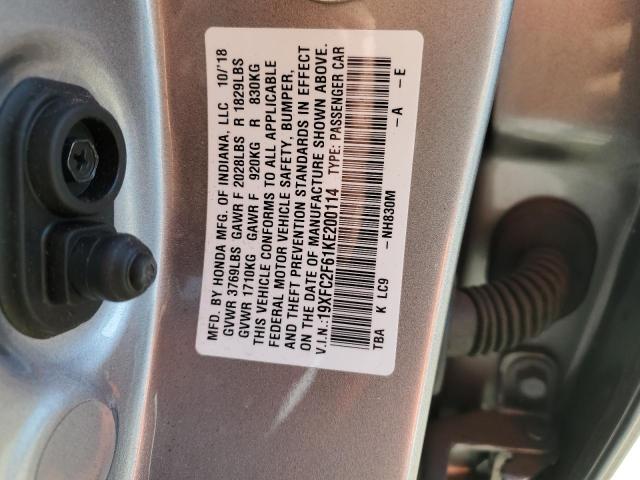 MFD. BY HONDA MFG. OF INDIANA, LLC 10/'18
GVWR 3769LBS GAWR F 2028LBS R 1829LBS
GVWR 1710KG GAWR F 920KG R 830KG
THIS VEHICLE CONFORMS TO ALL APPLICABLE
FEDERAL MOTOR VEHICLE SAFETY, BUMPER,
AND THEFT PREVENTION STANDARDS IN EFFECT
ON THE DATE OF MANUFACTURE SHOWN ABOVE.
V.I.N.:19XFC2F61KE200114 TYPE: PASSENGER CAR
-NH830M -A -E
TBA K LC9